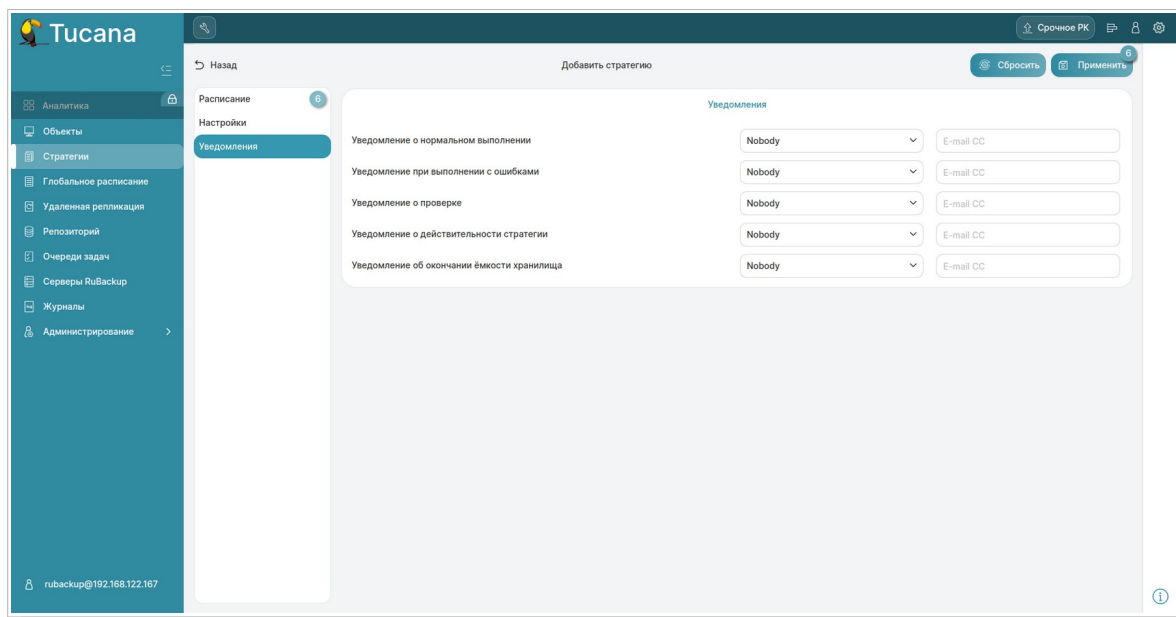 Tucana
Срочное РК
Назад
Добавить стратегию
Сбросить
Применить
6
Аналитика
Объекты
Стратегии
Глобальное расписание
Удаленная репликация
Репозиторий
Очереди задач
Серверы RuBackup
Журналы
Администрирование
rubackup@192.168.122.167
Расписание
6
Настройки
Уведомления
Уведомления
Уведомление о нормальном выполнении Nobody E-mail CC
Уведомление при выполнении с ошибками Nobody E-mail CC
Уведомление о проверке Nobody E-mail CC
Уведомление о действительности стратегии Nobody E-mail CC
Уведомление об окончании ёмкости хранилища Nobody E-mail CC